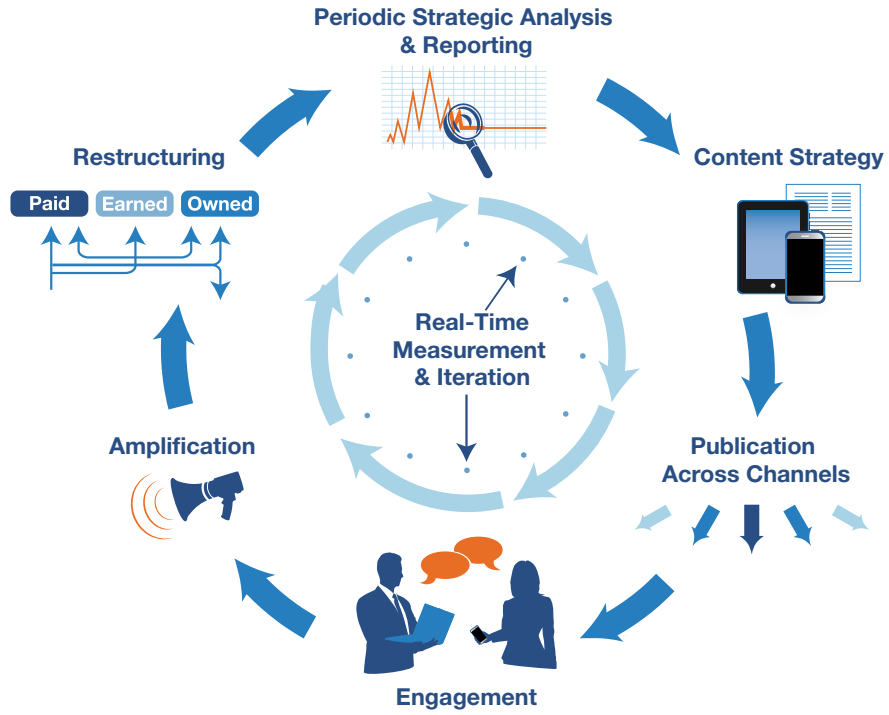 Periodic Strategic Analysis
& Reporting
Content Strategy
Publication
Across Channels
Engagement
Amplification
Restructuring
Paid
Earned
Owned
Real-Time
Measurement
& Iteration